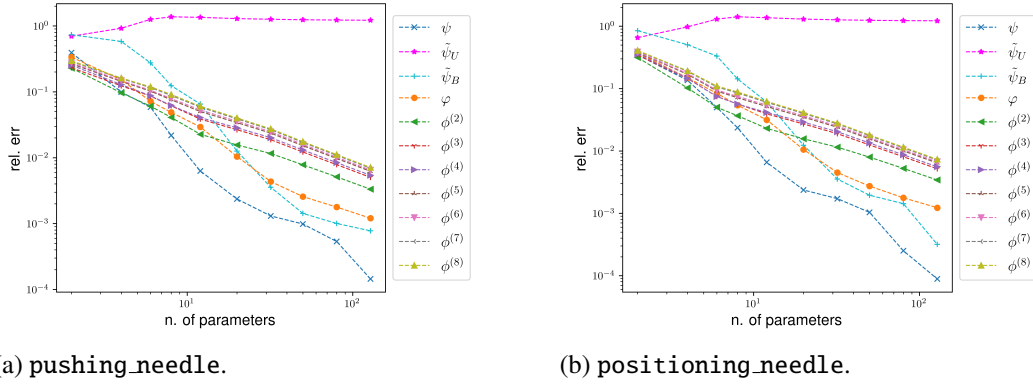 10⁰
10⁻¹
10⁻²
10⁻³
10⁻⁴
rel. err
10¹
10²
n. of parameters
ψ
ψ̃_U
ψ̃_B
φ
ϕ⁽²⁾
ϕ⁽³⁾
ϕ⁽⁴⁾
ϕ⁽⁵⁾
ϕ⁽⁶⁾
ϕ⁽⁷⁾
ϕ⁽⁸⁾
10⁰
10⁻¹
10⁻²
10⁻³
10⁻⁴
rel. err
10¹
10²
n. of parameters
ψ
ψ̃_U
ψ̃_B
φ
ϕ⁽²⁾
ϕ⁽³⁾
ϕ⁽⁴⁾
ϕ⁽⁵⁾
ϕ⁽⁶⁾
ϕ⁽⁷⁾
ϕ⁽⁸⁾
a) pushing_needle.
(b) positioning_needle.